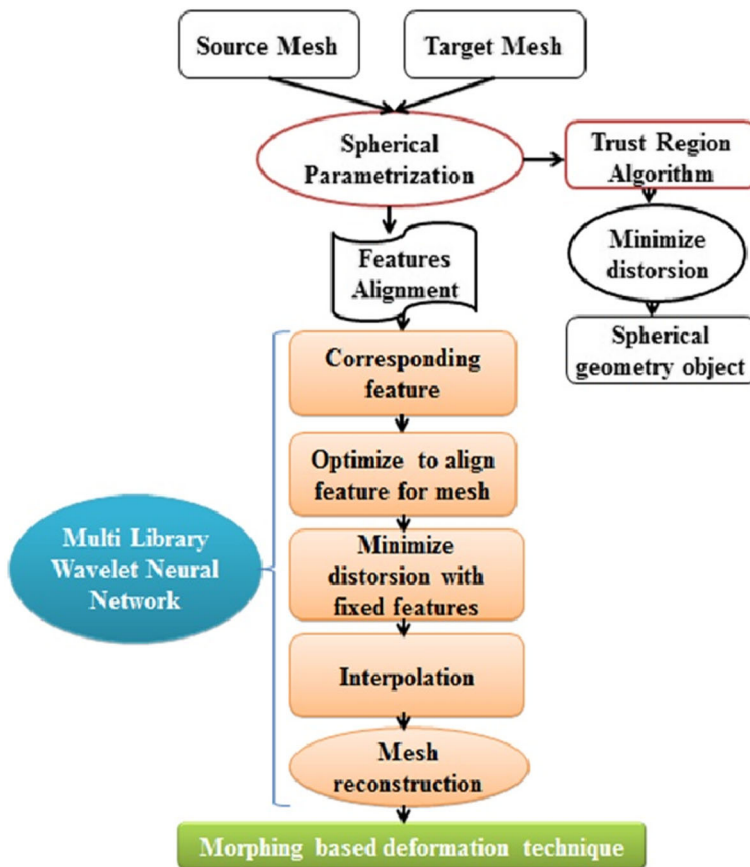 Source Mesh
Target Mesh
Spherical
Parametrization
Trust Region
Algorithm
Minimize
distorsion
Spherical
geometry object
Features
Alignment
Corresponding
feature
Optimize to align
feature for mesh
Minimize
distorsion with
fixed features
Interpolation
Mesh
reconstruction
Multi Library
Wavelet Neural
Network
Morphing based deformation technique